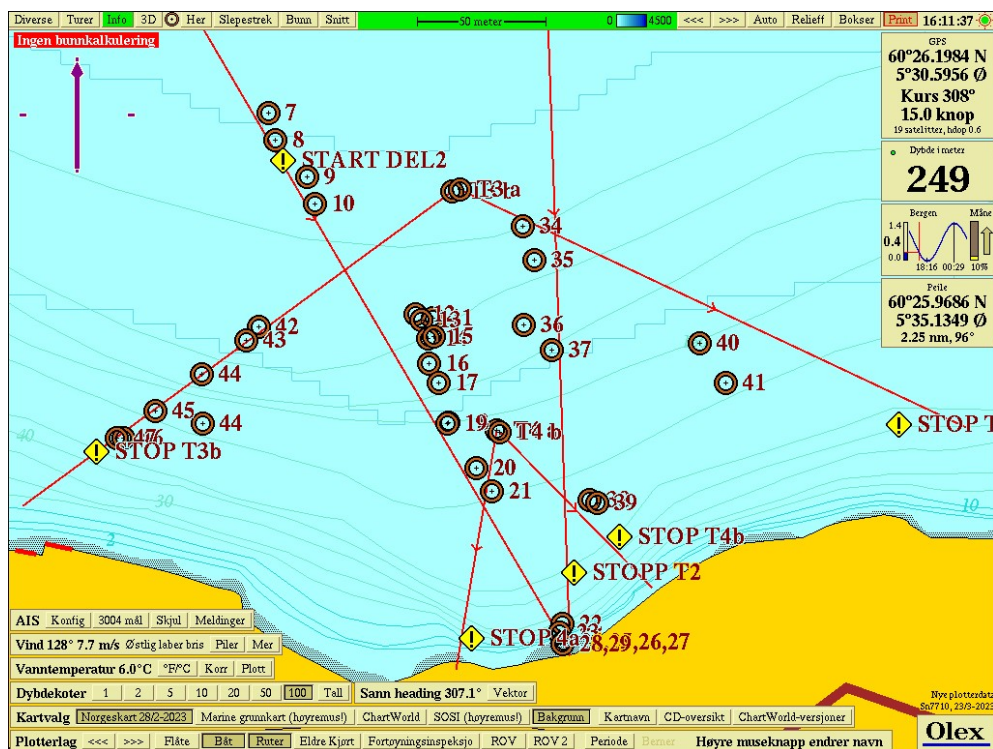 Diverse Turer Info 3D Her Slepestrek Bunn Snitt 50 meter 0 4500 <<< >>> Auto Relieff Bokser Print 16:11:37
Ingen bunnkalkulering
GPS
60°26.1984 N
5°30.5956 Ø
Kurs 308°
15.0 knop
19 satelitter, hdop 0.6
Dybde i meter
249
Bergen Måne
1.4
0.4
0.0
18:16 00:29 10%
Peile
60°25.9686 N
5°35.1349 Ø
2.25 nm, 96°
7
8
START DEL2
9
10
T3a
34
35
42
43
36
37
40
15
16
17
41
44
45
44
19
T4b
STOP T
STOP T3b
20
21
39
STOP T4b
STOPP T2
22
STOP 4a
28,29,26,27
40
30
2
10
AIS Konfig 3004 mål Skjul Meldinger
Vind 128° 7.7 m/s Østlig laber bris Piler Mer
Vanntemperatur 6.0°C °F/°C Korr Plott
Dybdekoter 1 2 5 10 20 50 100 Tall Sann heading 307.1° Vektor
Nye plotterdata
Sn7710, 23/3-2023
Kartvalg Norgeskart 28/2-2023 Marine grunnkart (høyremus!) ChartWorld SOSI (høyremus!) Bakgrunn Kartnavn CD-oversikt ChartWorld-versjoner
Olex
Plotterlag <<< >>> Flåte Båt Ruter Eldre Kjørt Fortøyningsinspeksjo ROV ROV 2 Periode Berner Høyre museknapp endrer navn